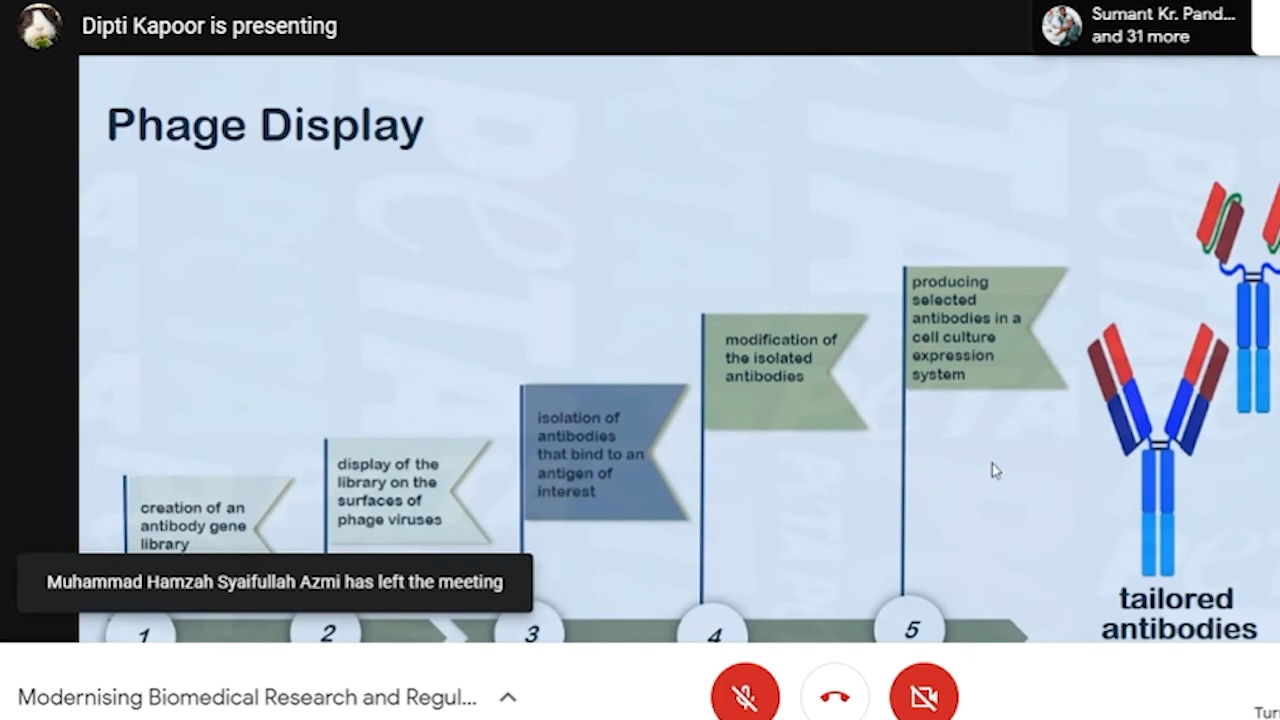 Dipti Kapoor is presenting
Sumant Kr. Pand...
and 31 more
Phage Display
creation of an
antibody gene
library
display of the
library on the
surfaces of
phage viruses
isolation of
antibodies
that bind to an
antigen of
interest
modification of
the isolated
antibodies
producing
selected
antibodies in a
cell culture
expression
system
tailored
antibodies
Muhammad Hamzah Syaifullah Azmi has left the meeting
1
2
3
4
5
Modernising Biomedical Research and Regul...